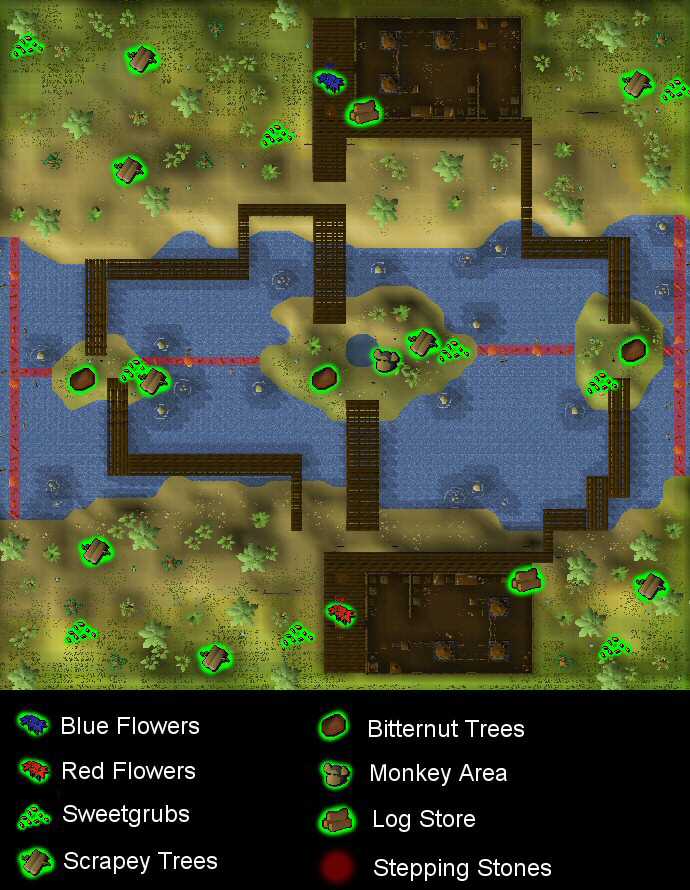 Blue Flowers
Red Flowers
Sweetgrubs
Scrapey Trees
Bitternut Trees
Monkey Area
Log Store
Stepping Stones